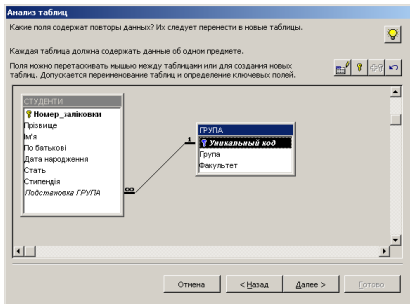 Анализ таблиц
Какие поля содержат повторы данных? Их следует перенести в новые таблицы.
Каждая таблица должна содержать данные об одном предмете.
Поля можно перетаскивать мышью между таблицами или для создания новых
таблиц. Допускается переименование таблиц и определение ключевых полей.
СТУДЕНТИ
Номер_заліковки
Прізвище
Ім'я
По батькові
Дата народження
Стать
Стипендія
Подстановка ГРУПА
1
∞
ГРУПА
Уникальный код
Група
Факультет
Отмена
< Назад
Далее >
Готово